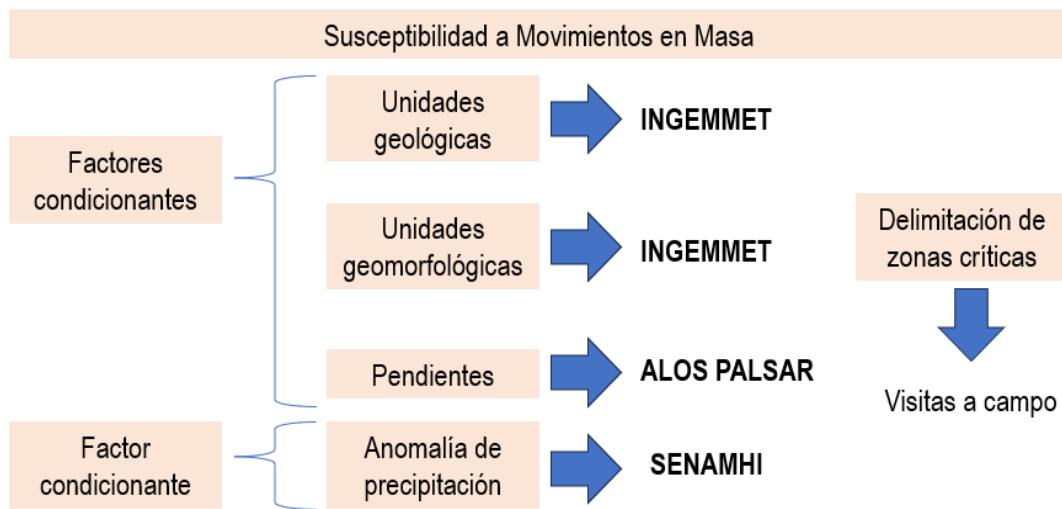 Susceptibilidad a Movimientos en Masa
Factores
condicionantes
Unidades
geológicas
INGEMMET
Unidades
geomorfológicas
INGEMMET
Pendientes
ALOS PALSAR
Factor
condicionante
Anomalía de
precipitación
SENAMHI
Delimitación de
zonas críticas
Visitas a campo